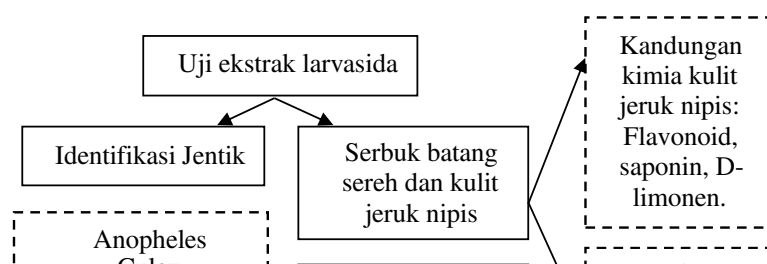 Uji ekstrak larvasida
Identifikasi Jentik
Serbuk batang
sereh dan kulit
jeruk nipis
Kandungan
kimia kulit
jeruk nipis:
Flavonoid,
saponin, D-
limonen.
Anopheles